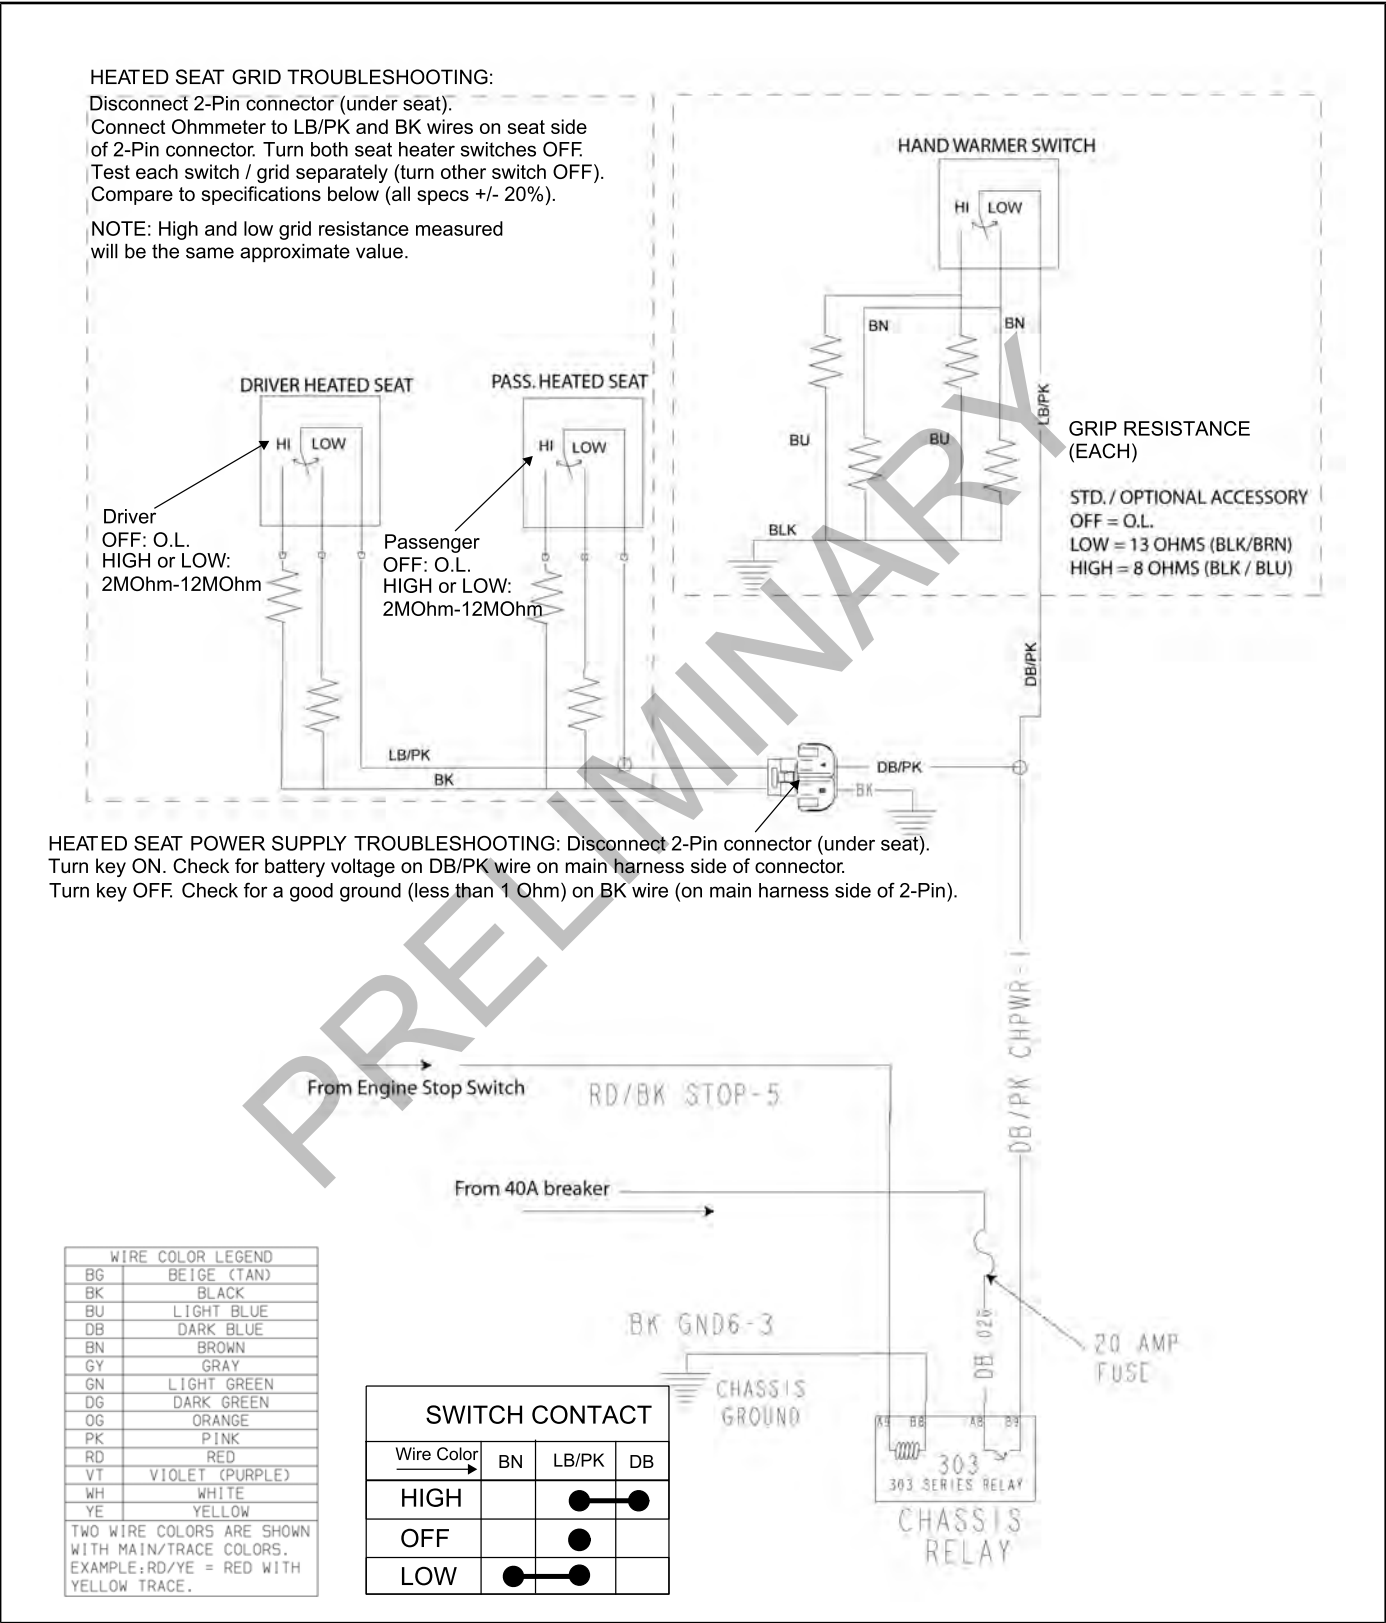 HEATED SEAT GRID TROUBLESHOOTING:
Disconnect 2-Pin connector (under seat).
Connect Ohmmeter to LB/PK and BK wires on seat side
of 2-Pin connector. Turn both seat heater switches OFF.
Test each switch / grid separately (turn other switch OFF).
Compare to specifications below (all specs +/- 20%).
NOTE: High and low grid resistance measured
will be the same approximate value.
HAND WARMER SWITCH
HI LOW
BN
BN
LB/PK
BU
BU
BLK
GRIP RESISTANCE
(EACH)
STD. / OPTIONAL ACCESSORY
OFF = O.L.
LOW = 13 OHMS (BLK/BRN)
HIGH = 8 OHMS (BLK / BLU)
DRIVER HEATED SEAT
HI LOW
PASS. HEATED SEAT
HI LOW
Driver
OFF: O.L.
HIGH or LOW:
2MOhm-12MOhm
Passenger
OFF: O.L.
HIGH or LOW:
2MOhm-12MOhm
DB/PK
LB/PK
BK
A
B
DB/PK
BK
HEATED SEAT POWER SUPPLY TROUBLESHOOTING: Disconnect 2-Pin connector (under seat).
Turn key ON. Check for battery voltage on DB/PK wire on main harness side of connector.
Turn key OFF. Check for a good ground (less than 1 Ohm) on BK wire (on main harness side of 2-Pin).
PRELIMINARY
DB/PK CHPWR-1
From Engine Stop Switch
RD/BK STOP-5
From 40A breaker
DB 026
20 AMP
FUSE
BK GND6-3
CHASSIS
GROUND
B8 A8 B9
303
303 SERIES RELAY
CHASSIS
RELAY
WIRE COLOR LEGEND
BG BEIGE (TAN)
BK BLACK
BU LIGHT BLUE
DB DARK BLUE
BN BROWN
GY GRAY
GN LIGHT GREEN
DG DARK GREEN
OG ORANGE
PK PINK
RD RED
VT VIOLET (PURPLE)
WH WHITE
YE YELLOW
TWO WIRE COLORS ARE SHOWN
WITH MAIN/TRACE COLORS.
EXAMPLE:RD/YE = RED WITH
YELLOW TRACE.
SWITCH CONTACT
Wire Color BN LB/PK DB
HIGH
OFF
LOW